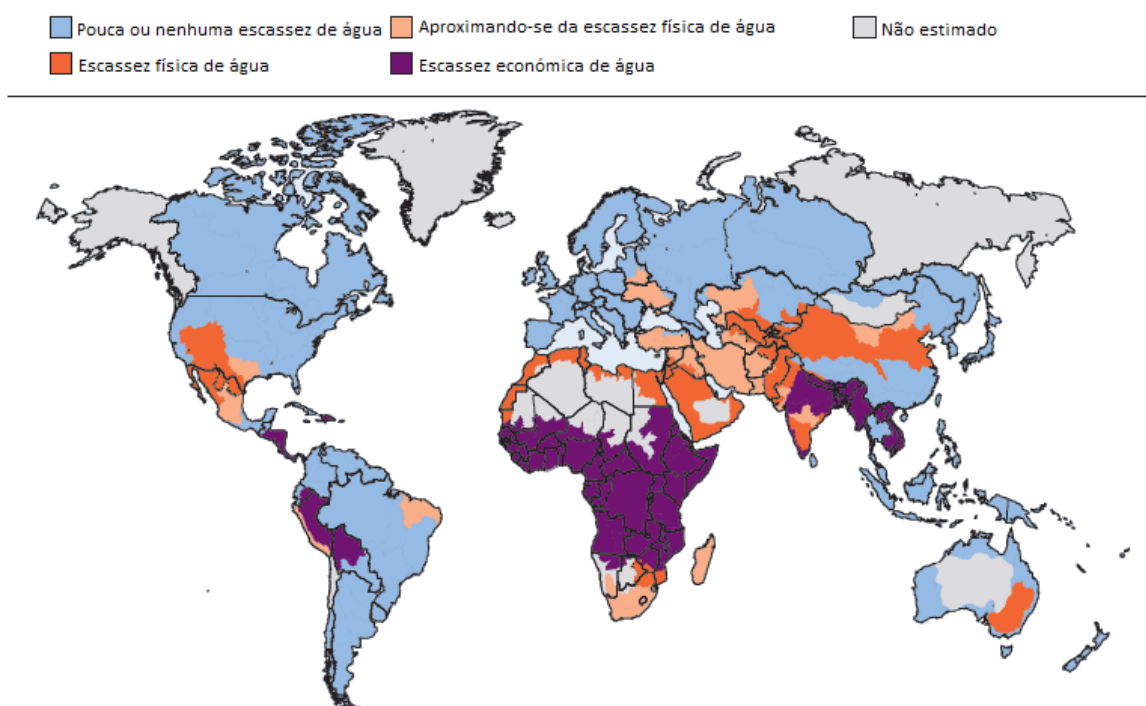 Pouca ou nenhuma escassez de água
Aproximando-se da escassez física de água
Não estimado
Escassez física de água
Escassez económica de água